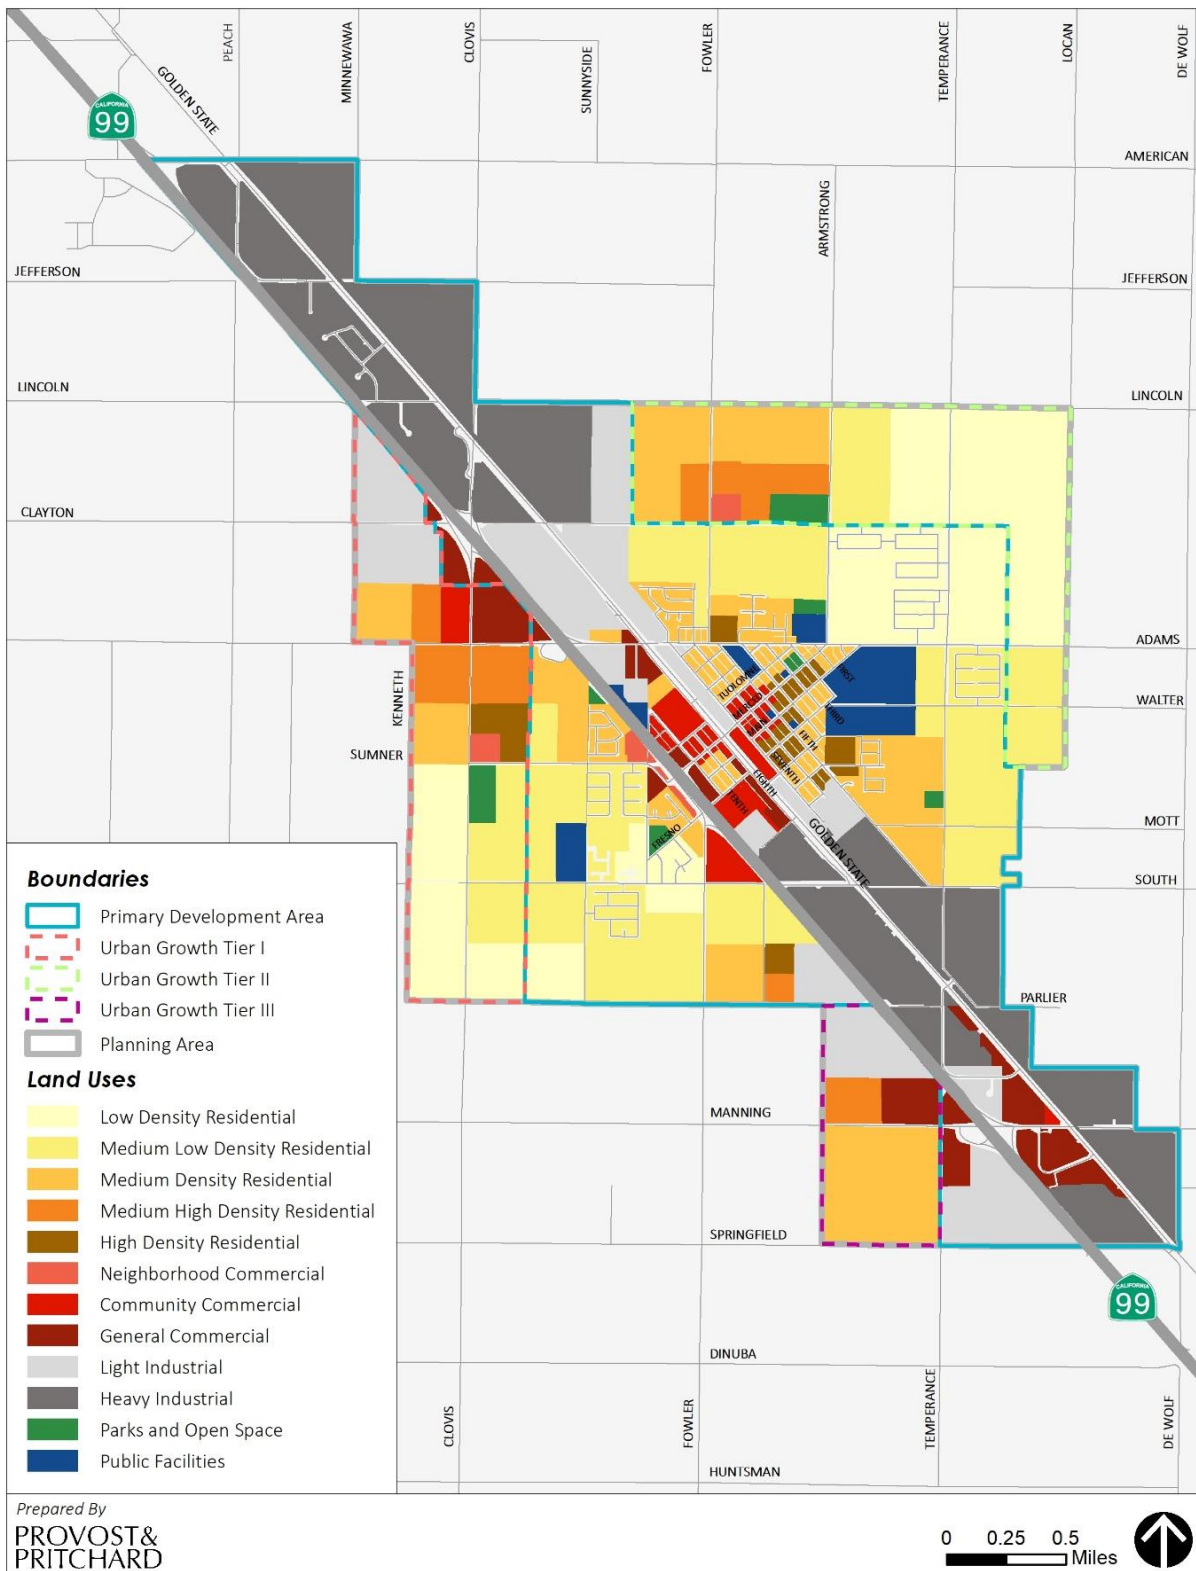 PEACH
MINNEWAWA
CLOVIS
SUNNYSIDE
FOWLER
TEMPERANCE
LOCAN
DE WOLF
GOLDEN STATE
CALIFORNIA
99
AMERICAN
ARMSTRONG
JEFFERSON
JEFFERSON
LINCOLN
LINCOLN
CLAYTON
ADAMS
KENNETH
TUOLOMNE
FIRST
MERCED
MAIN
THIRD
WALTER
FIFTH
SUMNER
SEVENTH
EIGHTH
TENTH
FRESNO
GOLDEN STATE
MOTT
SOUTH
PARLIER
MANNING
SPRINGFIELD
CALIFORNIA
99
DINUBA
CLOVIS
FOWLER
TEMPERANCE
DE WOLF
HUNTSMAN
Boundaries
Primary Development Area
Urban Growth Tier I
Urban Growth Tier II
Urban Growth Tier III
Planning Area
Land Uses
Low Density Residential
Medium Low Density Residential
Medium Density Residential
Medium High Density Residential
High Density Residential
Neighborhood Commercial
Community Commercial
General Commercial
Light Industrial
Heavy Industrial
Parks and Open Space
Public Facilities
Prepared By
PROVOST&
PRITCHARD
0 0.25 0.5
Miles